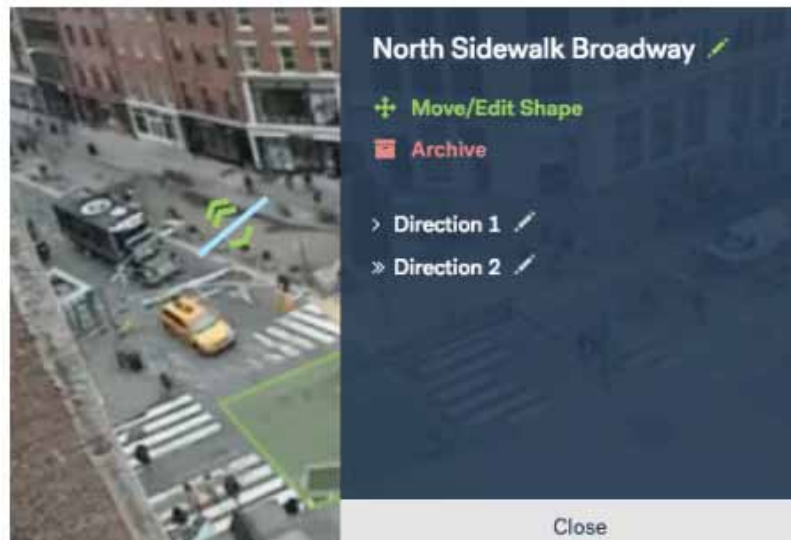 North Sidewalk Broadway
Move/Edit Shape
Archive
> Direction 1
» Direction 2
Close